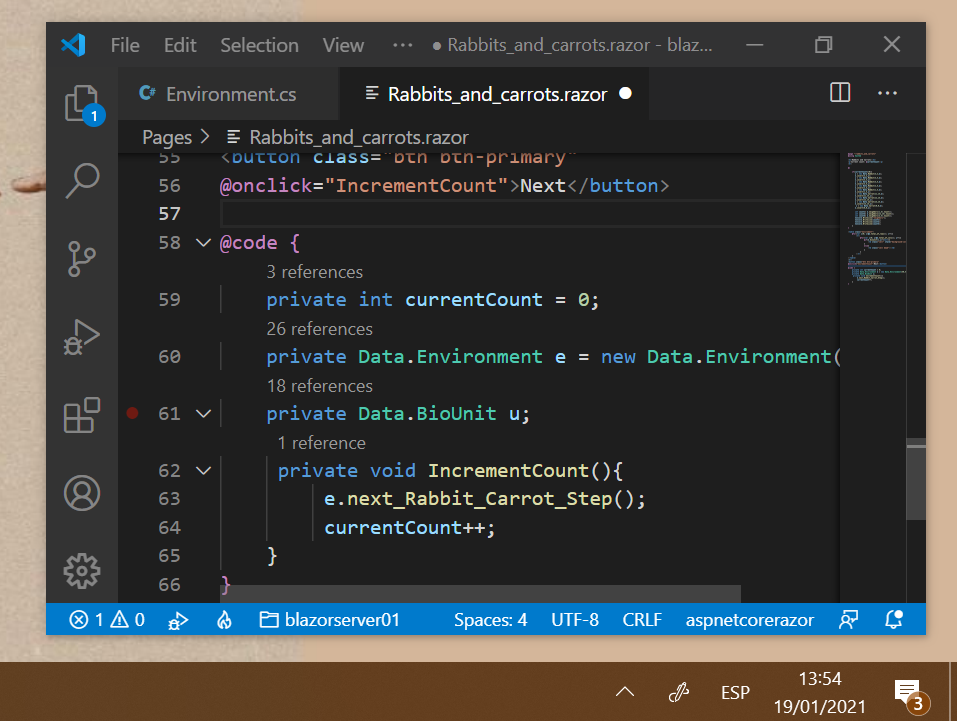 File Edit Selection View ··· ● Rabbits_and_carrots.razor - blaz...
C# Environment.cs Rabbits_and_carrots.razor ●
1
Pages > Rabbits_and_carrots.razor
55 <button class="btn btn-primary"
56 @onclick="IncrementCount">Next</button>
57
58 @code {
3 references
59 private int currentCount = 0;
26 references
60 private Data.Environment e = new Data.Environment(
18 references
61 private Data.BioUnit u;
1 reference
62 private void IncrementCount(){
63 e.next_Rabbit_Carrot_Step();
64 currentCount++;
65 }
66 }
1 0 blazorserver01 Spaces: 4 UTF-8 CRLF aspnetcorerazor
ESP 13:54
19/01/2021 3